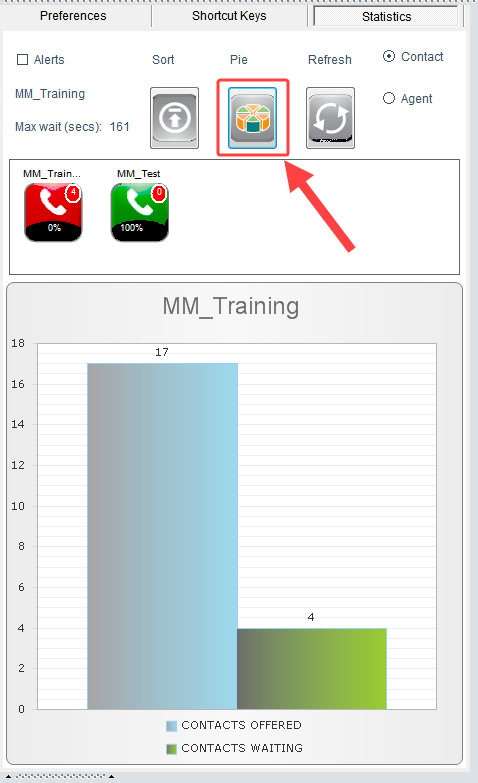 Preferences Shortcut Keys Statistics
Alerts Sort Pie Refresh Contact
MM_Training Agent
Max wait (secs): 161
MM_Train... MM_Test
4 0
0% 100%
MM_Training
18
17
16
14
12
10
8
6
4
4
2
0
CONTACTS OFFERED
CONTACTS WAITING